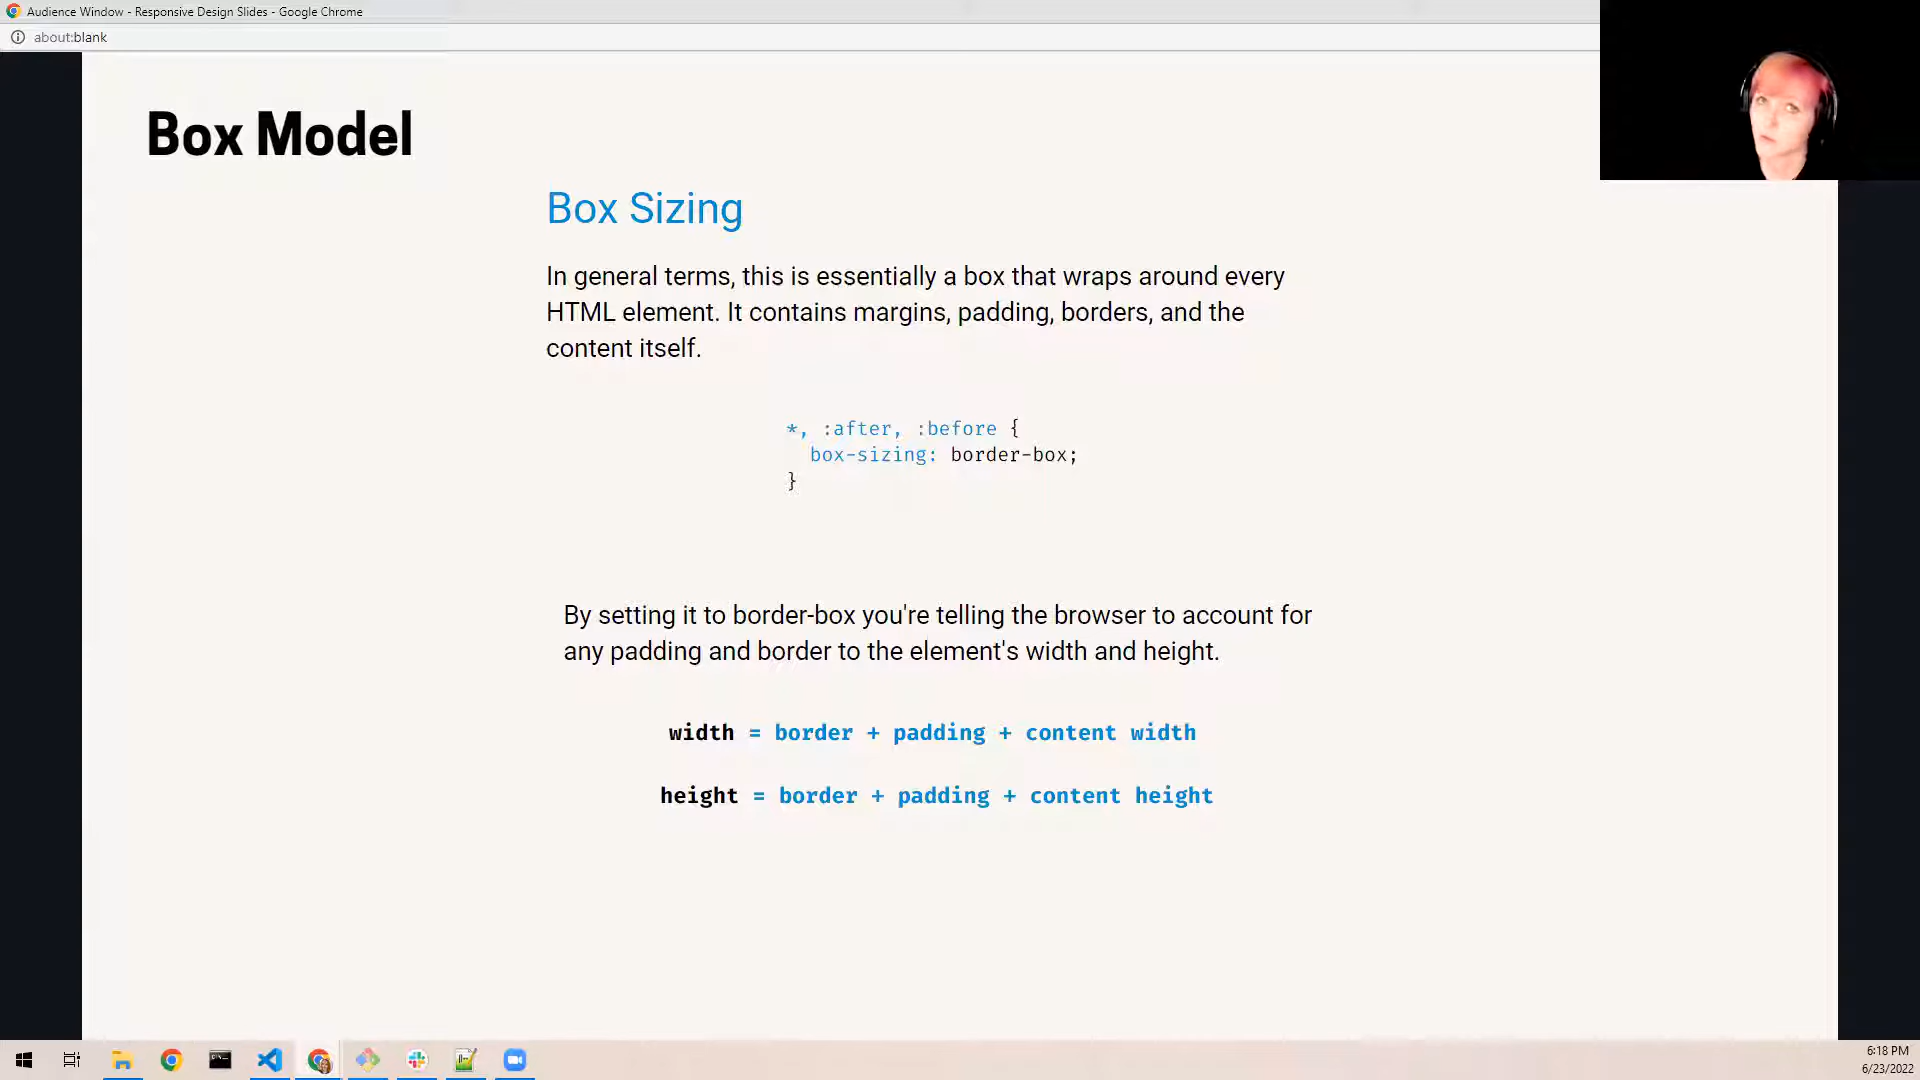 Audience Window - Responsive Design Slides - Google Chrome
about:blank
Box Model
Box Sizing
In general terms, this is essentially a box that wraps around every
HTML element. It contains margins, padding, borders, and the
content itself.
*, :after, :before {
box-sizing: border-box;
}
By setting it to border-box you're telling the browser to account for
any padding and border to the element's width and height.
width = border + padding + content width
height = border + padding + content height
6:18 PM
6/23/2022